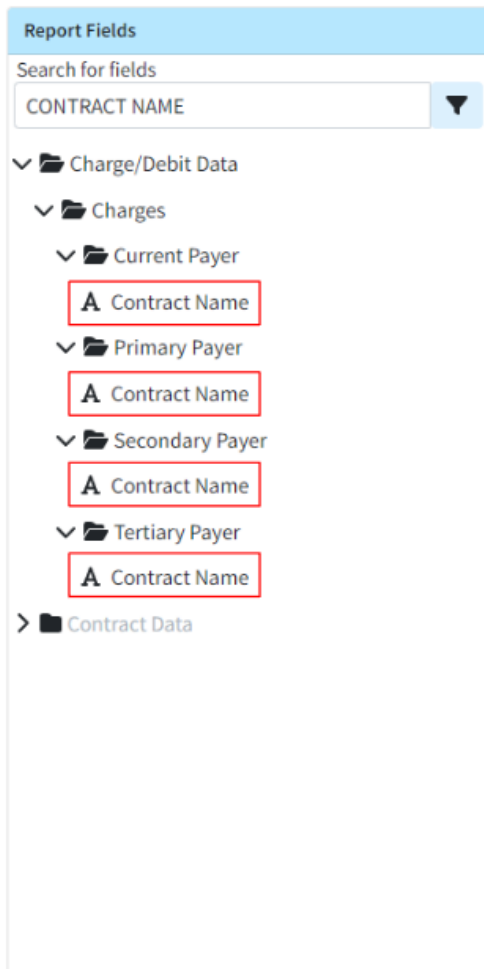 Report Fields
Search for fields
CONTRACT NAME
Charge/Debit Data
Charges
Current Payer
A Contract Name
Primary Payer
A Contract Name
Secondary Payer
A Contract Name
Tertiary Payer
A Contract Name
Contract Data